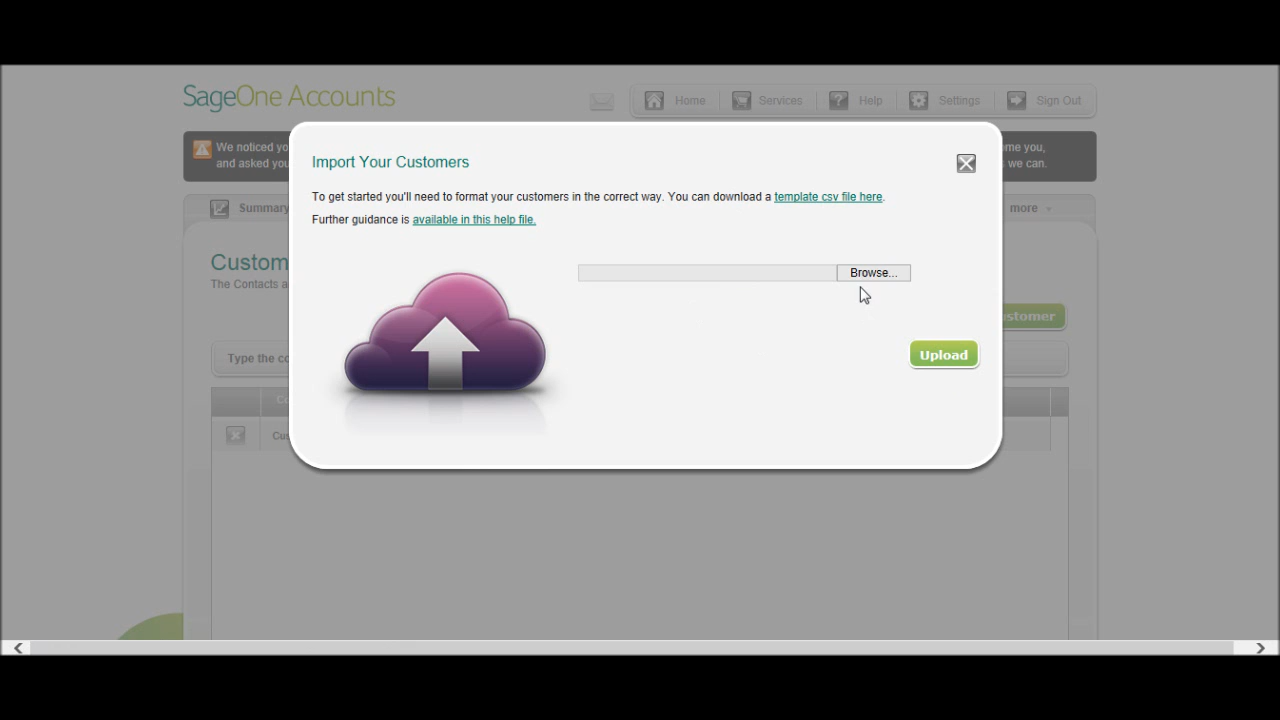 SageOne Accounts
Home Services Help Settings Sign Out
We noticed yo
me you,
and asked you
we can.
Import Your Customers
To get started you'll need to format your customers in the correct way. You can download a template csv file here.
Further guidance is available in this help file.
Summary
more
Custom
The Contacts a
Browse...
stomer
Upload
Type the co
Co
Cus